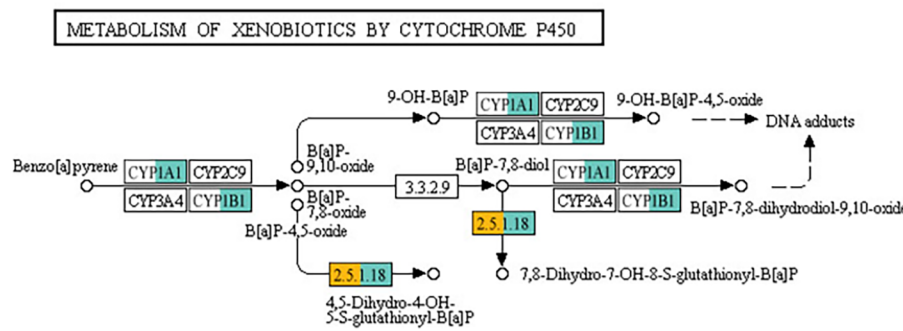 METABOLISM OF XENOBIOTICS BY CYTOCHROME P450
9-OH-B[a]P
CYP1A1 CYP2C9
CYP3A4 CYP1B1
9-OH-B[a]P-4,5-oxide
DNA adducts
Benzo[a]pyrene
CYP1A1 CYP2C9
CYP3A4 CYP1B1
B[a]P-
9,10-oxide
B[a]P-
7,8-oxide
B[a]P-4,5-oxide
3.3.2.9
B[a]P-7,8-diol
CYP1A1 CYP2C9
CYP3A4 CYP1B1
B[a]P-7,8-dihydrodiol-9,10-oxide
2.5.1.18
7,8-Dihydro-7-OH-8-S-glutathionyl-B[a]P
2.5.1.18
4,5-Dihydro-4-OH-
5-S-glutathionyl-B[a]P